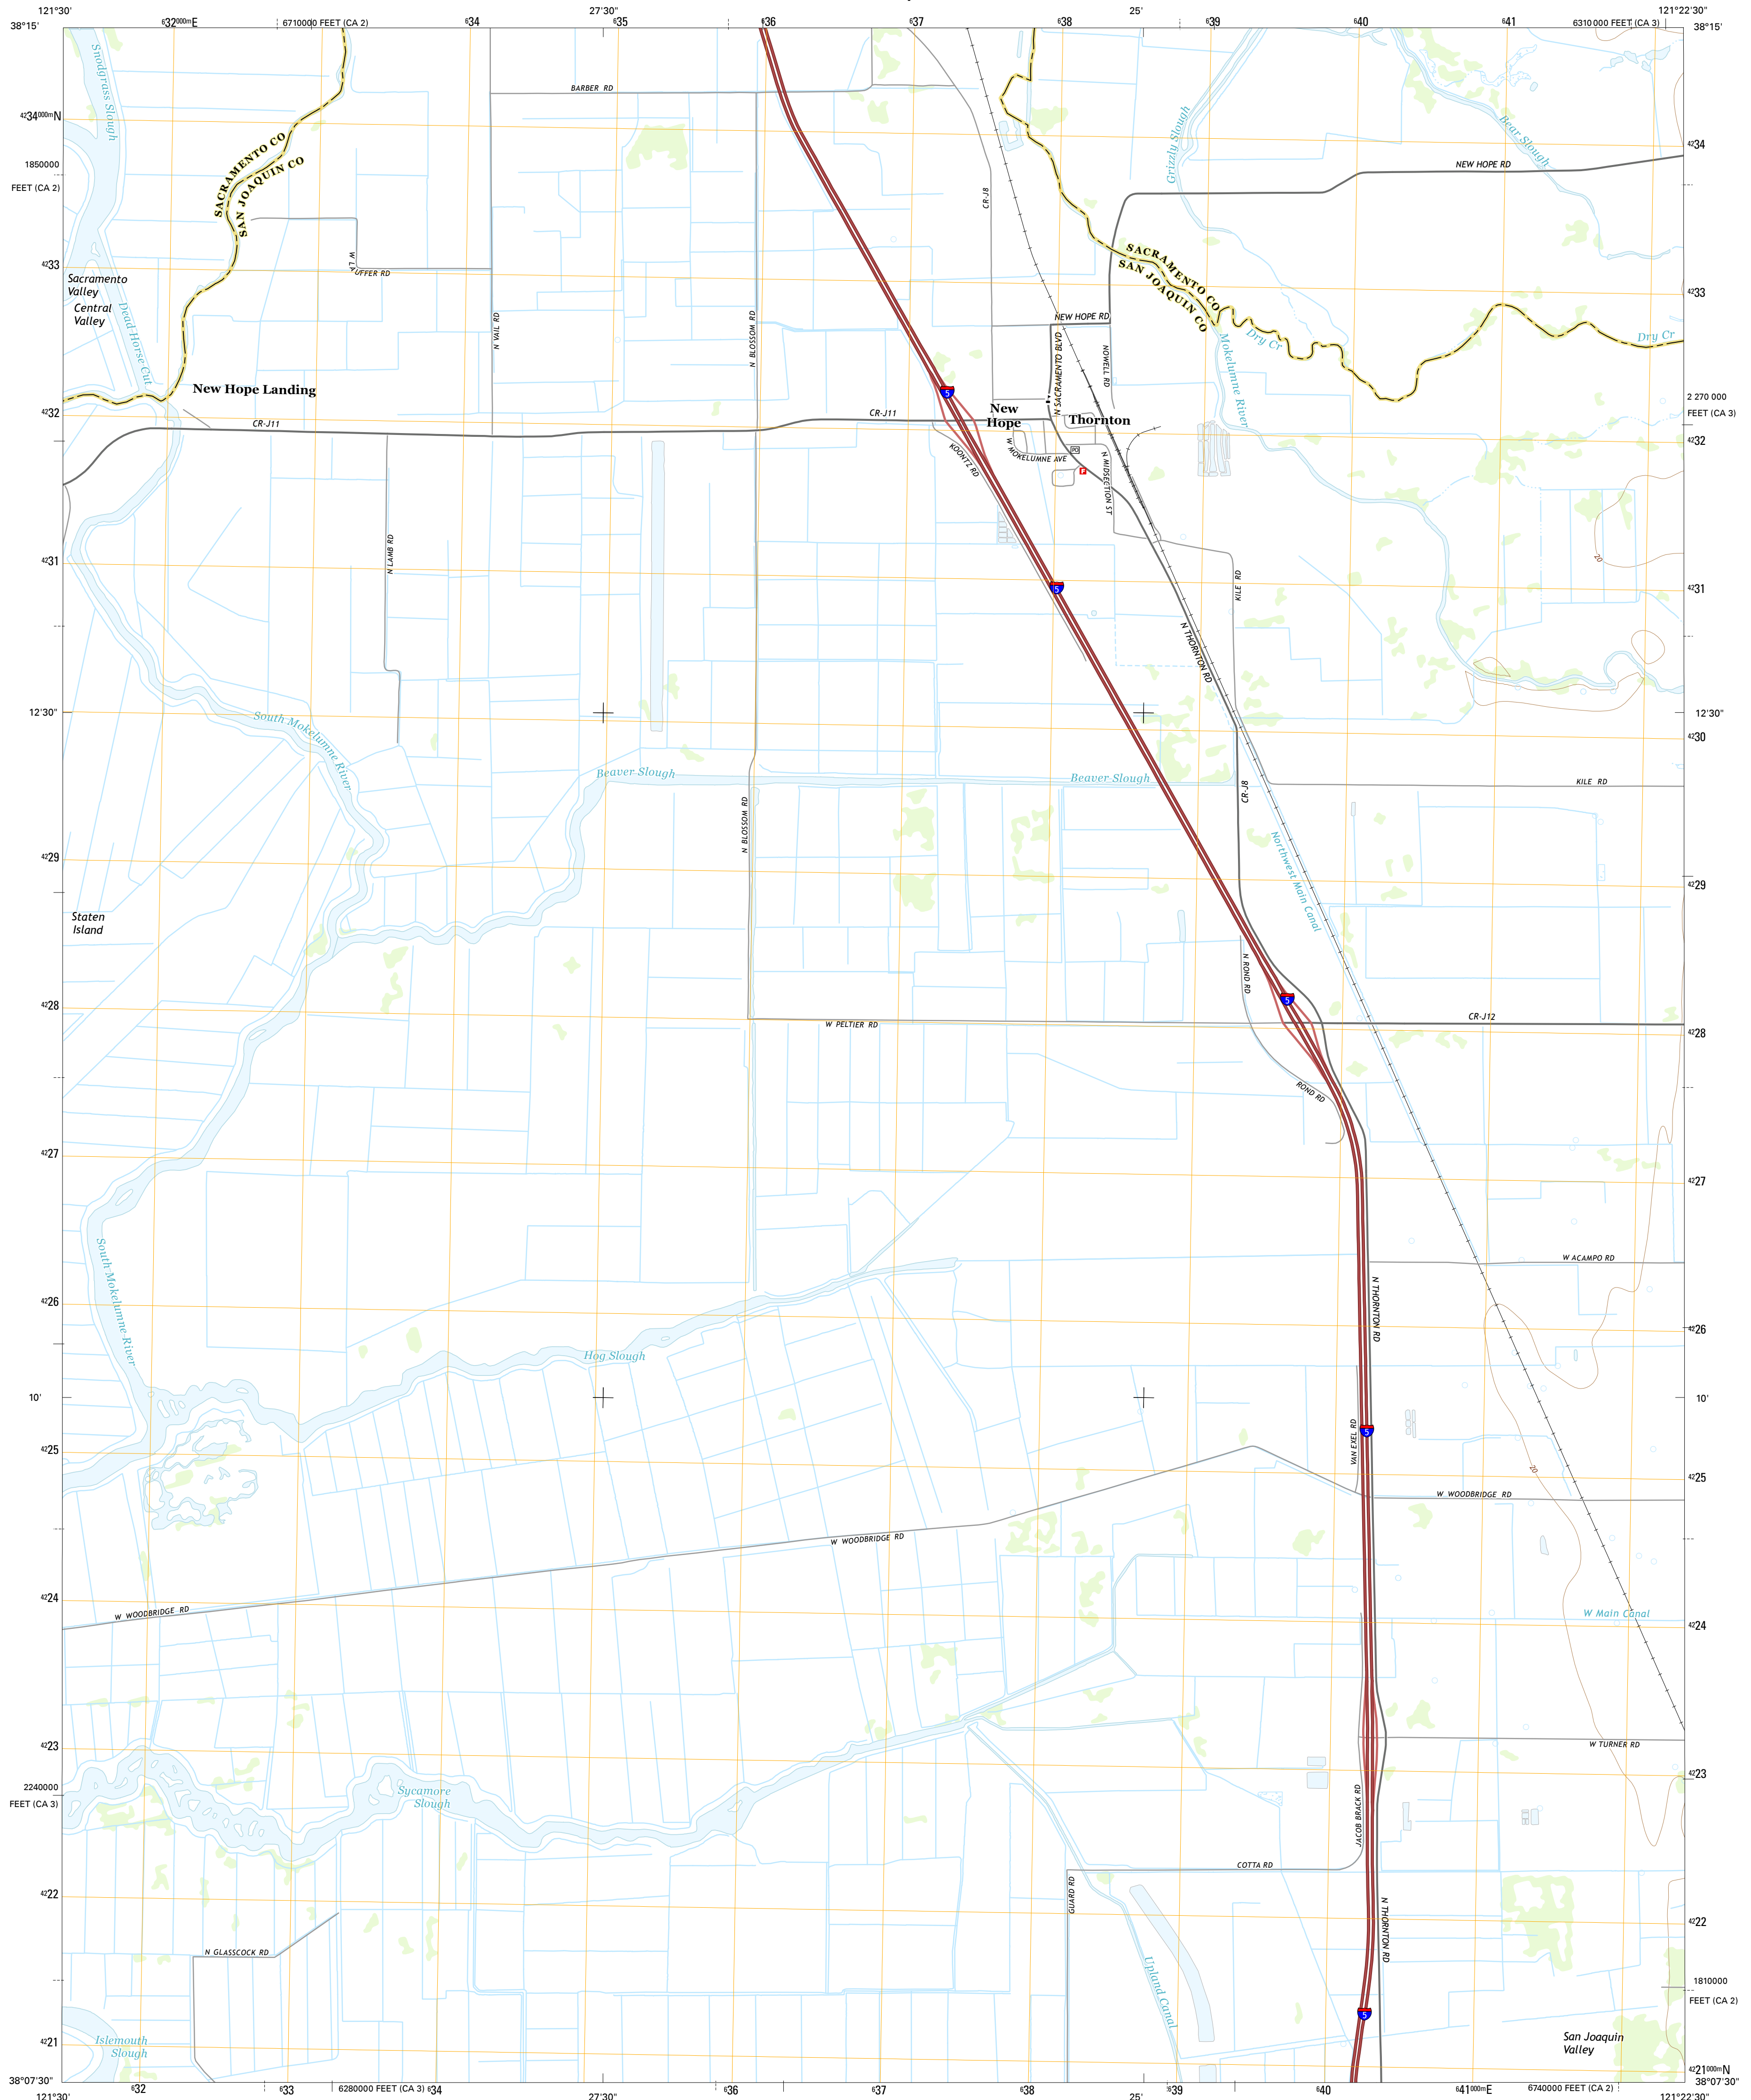 121°30'
27'30"
25'
121°22'30"
38°15'
632000mE
6710000 FEET (CA 2)
634
635
636
637
638
639
640
641
6310 000 FEET (CA 3)
38°15'
Snodgrass Slough
BARBER RD
4234000mN
SACRAMENTO CO
SAN JOAQUIN CO
Grizzly Slough
Bear Slough
4234
1850000
FEET (CA 2)
NEW HOPE RD
CR-J8
4233
W LA
UFFER RD
SACRAMENTO CO
SAN JOAQUIN CO
Sacramento
Valley
Central
Valley
Dead Horse Cut
4233
N VAIL RD
N BLOSSOM RD
NEW HOPE RD
N SACRAMENTO BLVD
NOWELL RD
Mokelumne River
Dry Cr
Dry Cr
New Hope Landing
5
2 270 000
FEET (CA 3)
4232
CR-J11
CR-J11
New
Hope
Thornton
4232
KOONTZ RD
W MOKELUMNE AVE
PO
F
N MIDSECTION ST
N LAMB RD
20
4231
5
KILE RD
4231
N THORNTON RD
12'30"
South Mokelumne River
12'30"
4230
Beaver Slough
Beaver Slough
CR-J8
KILE RD
N BLOSSOM RD
Northwest Main Canal
4229
4229
Staten
Island
N ROND RD
4228
5
W PELTIER RD
CR-J12
4228
ROND RD
4227
4227
South Mokelumne River
W ACAMPO RD
4226
N THORNTON RD
4226
Hog Slough
10'
10'
VAN EXEL RD
5
4225
20
4225
W WOODBRIDGE RD
W WOODBRIDGE RD
4224
W WOODBRIDGE RD
W Main Canal
4224
4223
W TURNER RD
4223
2240000
FEET (CA 3)
Sycamore
Slough
JACOB BRACK RD
COTTA RD
4222
GUARD RD
N THORNTON RD
4222
N GLASSCOCK RD
Upland Canal
1810000
FEET (CA 2)
5
4221
Islemouth
Slough
San Joaquin
Valley
4221000mN
38°07'30"
38°07'30"
632
633
6280000 FEET (CA 3)
634
636
637
638
639
640
641000mE
6740000 FEET (CA 2)
121°30'
27'30"
25'
121°22'30"